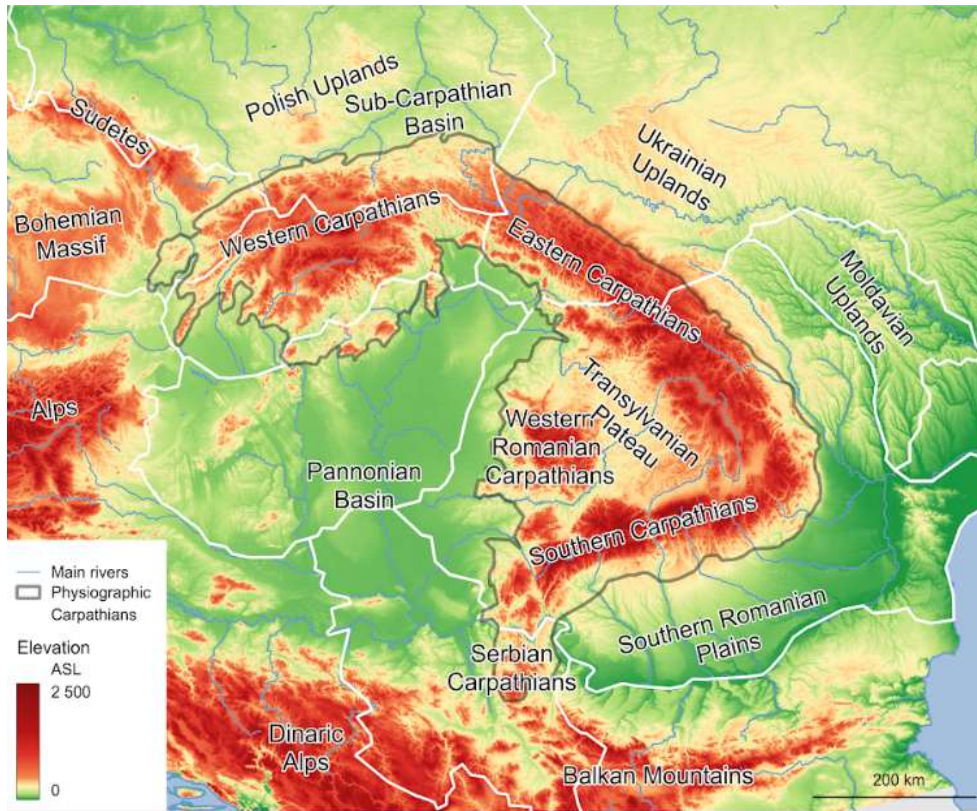 Polish Uplands
Sub-Carpathian
Basin
Sudetes
Ukrainian
Uplands
Bohemian
Massif
Western Carpathians
Eastern Carpathians
Moldavian
Uplands
Alps
Transylvanian
Plateau
Western
Romanian
Carpathians
Pannonian
Basin
Southern Carpathians
Southern Romanian
Plains
Serbian
Carpathians
Dinaric
Alps
Balkan Mountains
200 km
Main rivers
Physiographic
Carpathians
Elevation
ASL
2 500
0